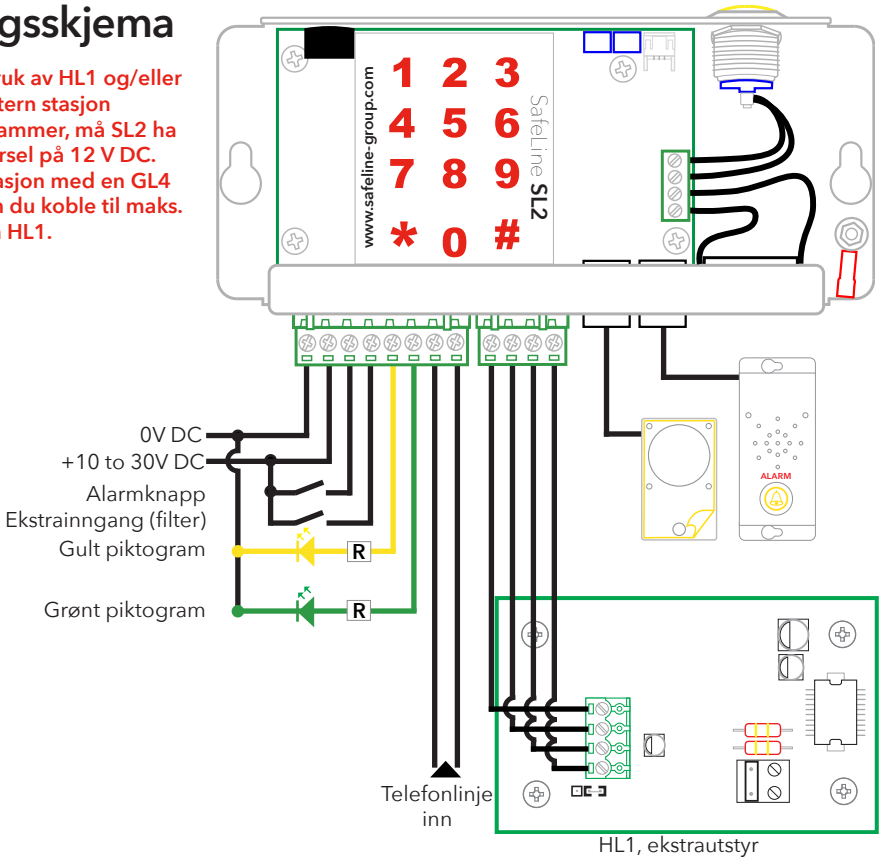 gsskjema
ruk av HL1 og/eller
tern stasjon
ammer, må SL2 ha
rsel på 12 V DC.
asjon med en GL4
n du koble til maks.
HL1.
www.safeline-group.com
1 2 3
4 5 6
7 8 9
* 0 #
SafeLine SL2
0V DC
+10 to 30V DC
Alarmknapp
Ekstrainngang (filter)
Gult piktogram
R
Grønt piktogram
R
ALARM
Telefonlinje
inn
HL1, ekstrautstyr